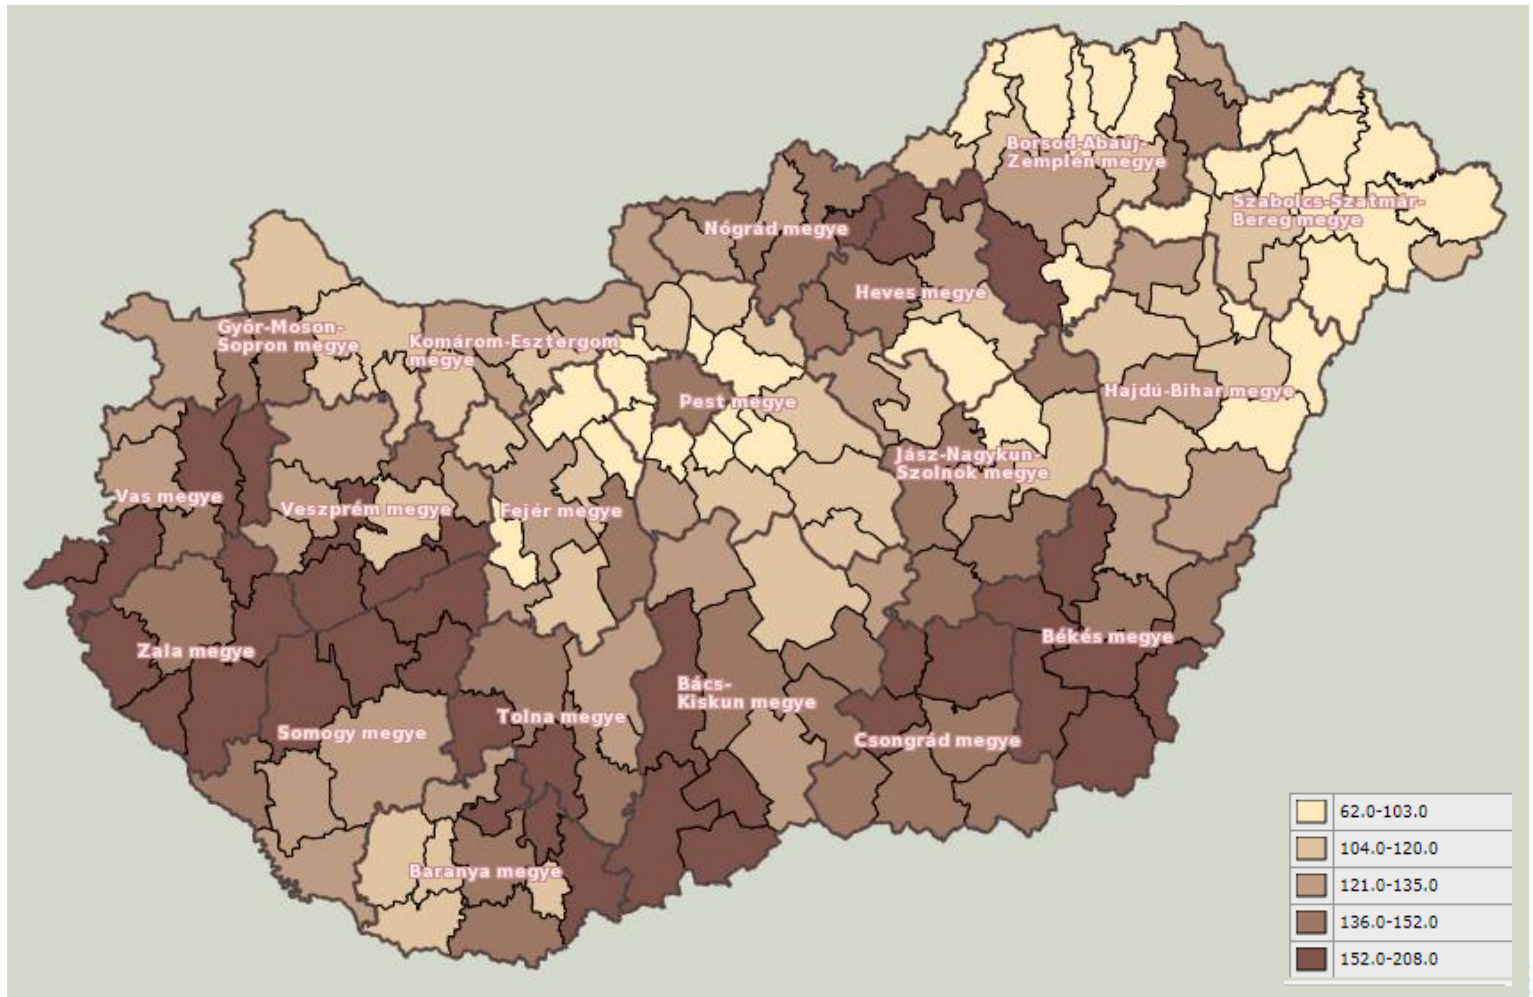 Borsod-Abaúj-
Zemplén megye
Szabolcs-Szatmár-
Bereg megye
Nógrád megye
Heves megye
Győr-Moson-
Sopron megye
Komárom-Esztergom
megye
Hajdú-Bihar megye
Pest megye
Jász-Nagykun-
Szolnok megye
Vas megye
Veszprém megye
Fejér megye
Békés megye
Zala megye
Bács-
Kiskun megye
Tolna megye
Somogy megye
Csongrád megye
Baranya megye
62.0-103.0
104.0-120.0
121.0-135.0
136.0-152.0
152.0-208.0